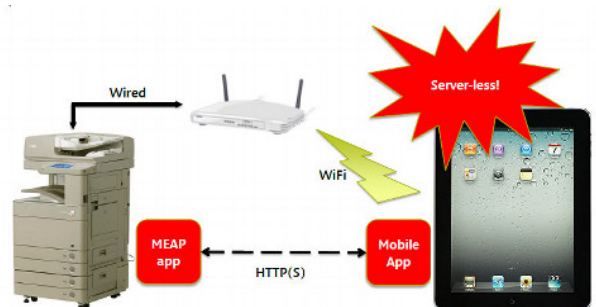 Server-less!
Wired
WiFi
MEAP
app
Mobile
App
HTTP(S)